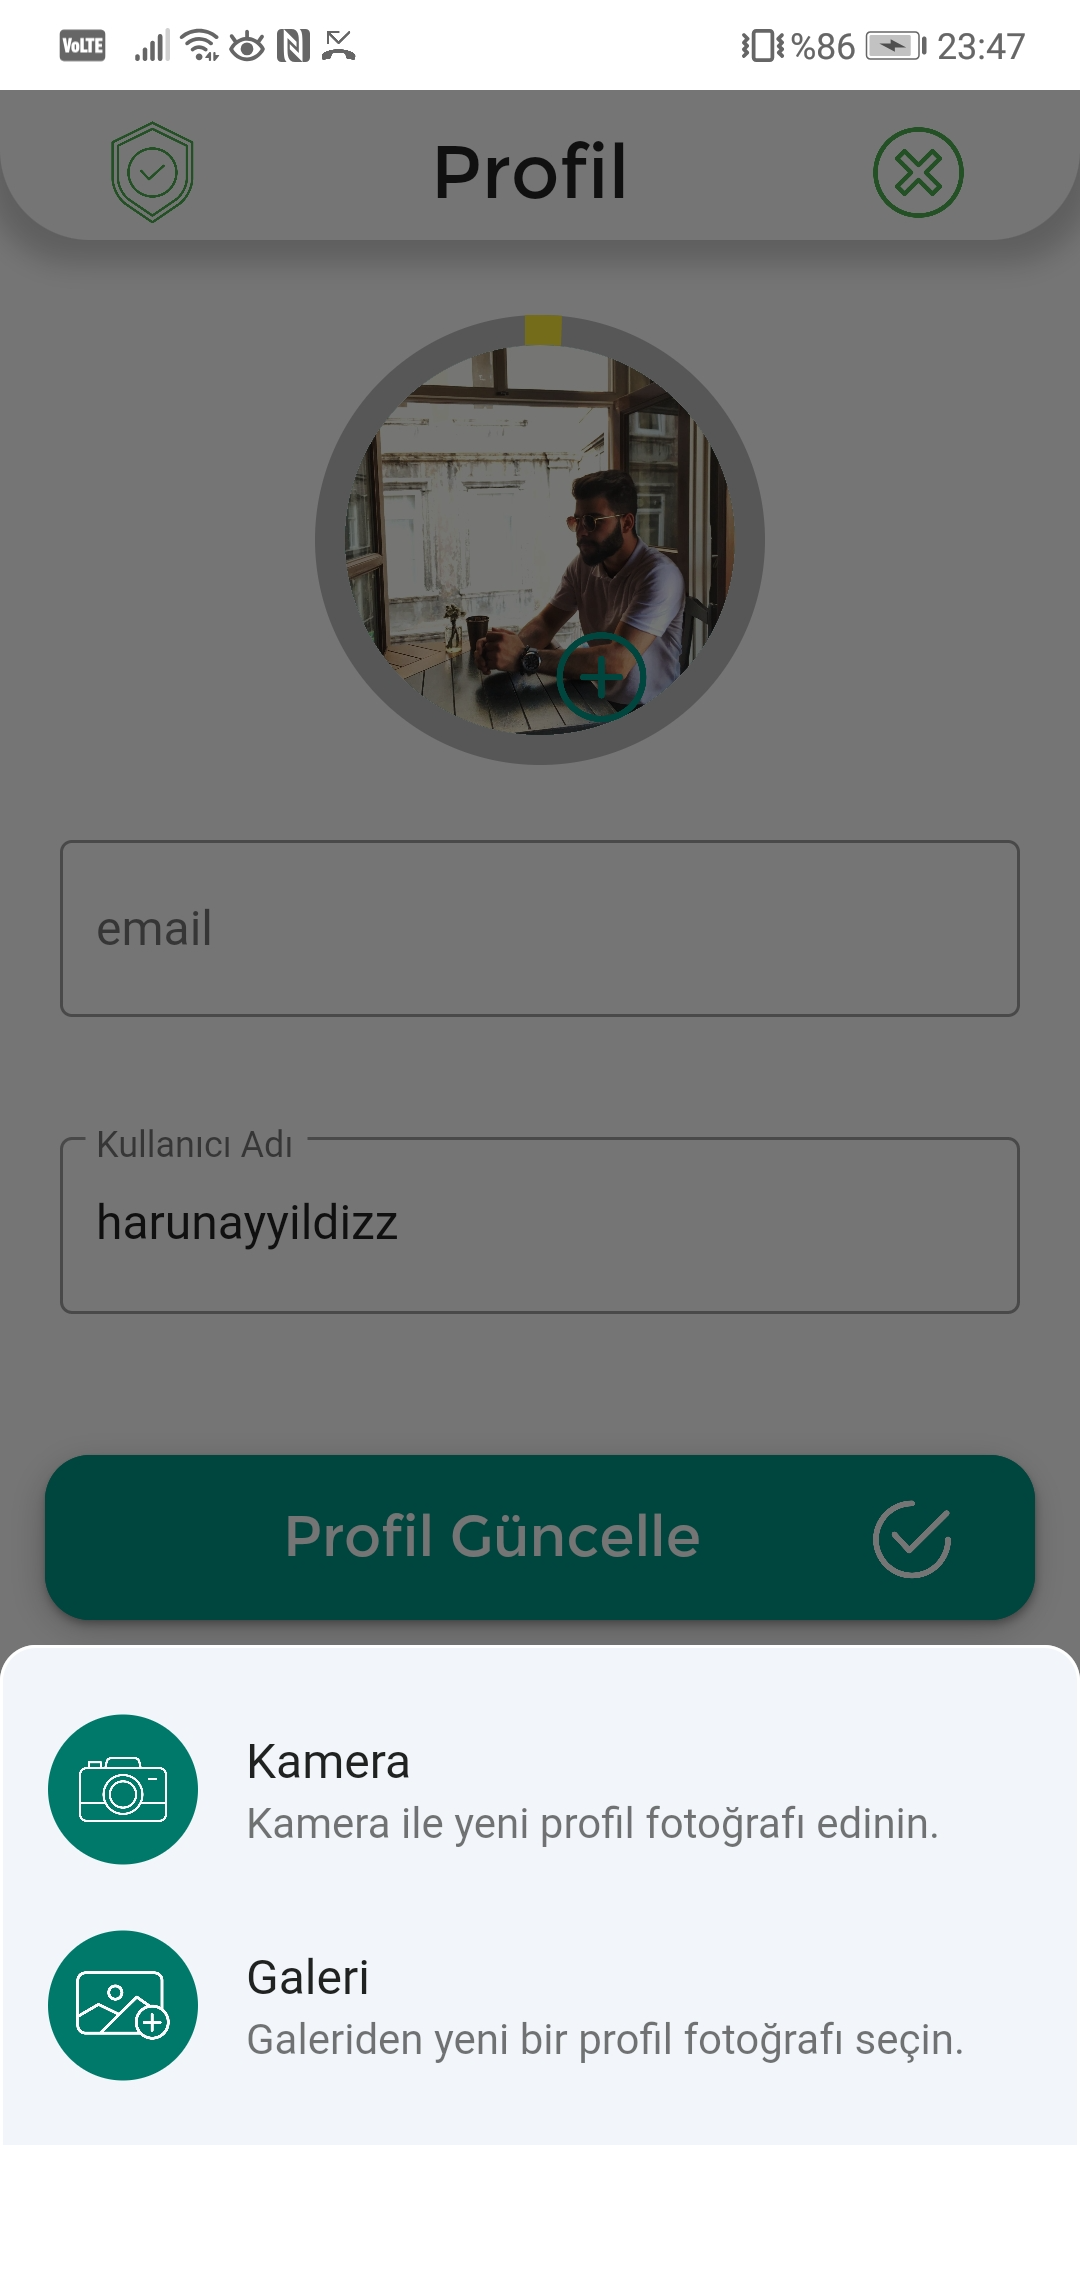 VoLTE %86 23:47
Profil
email
Kullanıcı Adı
harunayyildizz
Profil Güncelle
Kamera
Kamera ile yeni profil fotoğrafı edinin.
Galeri
Galeriden yeni bir profil fotoğrafı seçin.